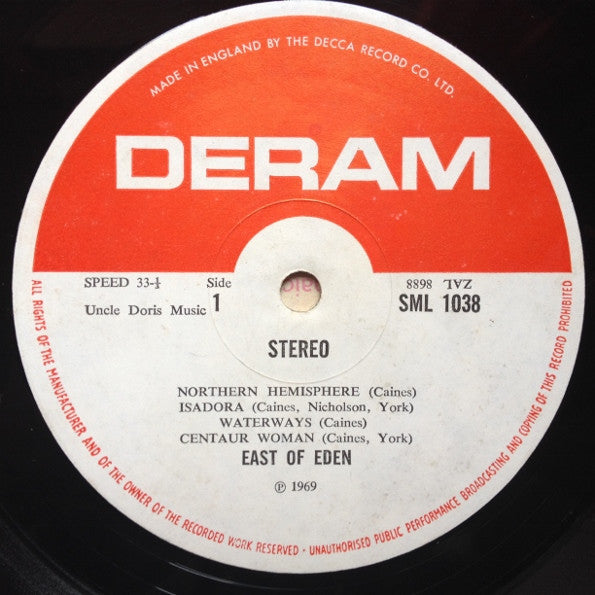 MADE IN ENGLAND BY THE DECCA RECORD CO. LTD.
DERAM
SPEED 33-⅓ Side 1
ZAL 8688
Uncle Doris Music
SML 1038
STEREO
NORTHERN HEMISPHERE (Caines)
ISADORA (Caines, Nicholson, York)
WATERWAYS (Caines)
CENTAUR WOMAN (Caines, York)
EAST OF EDEN
℗ 1969
ALL RIGHTS OF THE MANUFACTURER AND OF THE OWNER OF THE RECORDED WORK RESERVED - UNAUTHORISED PUBLIC PERFORMANCE BROADCASTING AND COPYING OF THIS RECORD PROHIBITED